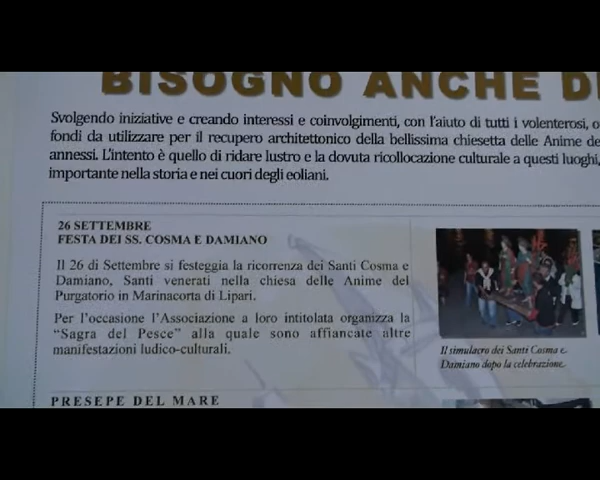 BISOGNO ANCHE DI
Svolgendo iniziative e creando interessi e coinvolgimenti, con l'aiuto di tutti i volenterosi, o
fondi da utilizzare per il recupero architettonico della bellissima chiesetta delle Anime de
annessi. L'intento è quello di ridare lustro e la dovuta ricollocazione culturale a questi luoghi,
importante nella storia e nei cuori degli eoliani.
26 SETTEMBRE
FESTA DEI SS. COSMA E DAMIANO
Il 26 di Settembre si festeggia la ricorrenza dei Santi Cosma e
Damiano, Santi venerati nella chiesa delle Anime del
Purgatorio in Marinacorta di Lipari.
Per l'occasione l'Associazione a loro intitolata organizza la
“Sagra del Pesce” alla quale sono affiancate altre
manifestazioni ludico-culturali.
Il simulacro dei Santi Cosma e
Damiano dopo la celebrazione
PRESEPE DEL MARE